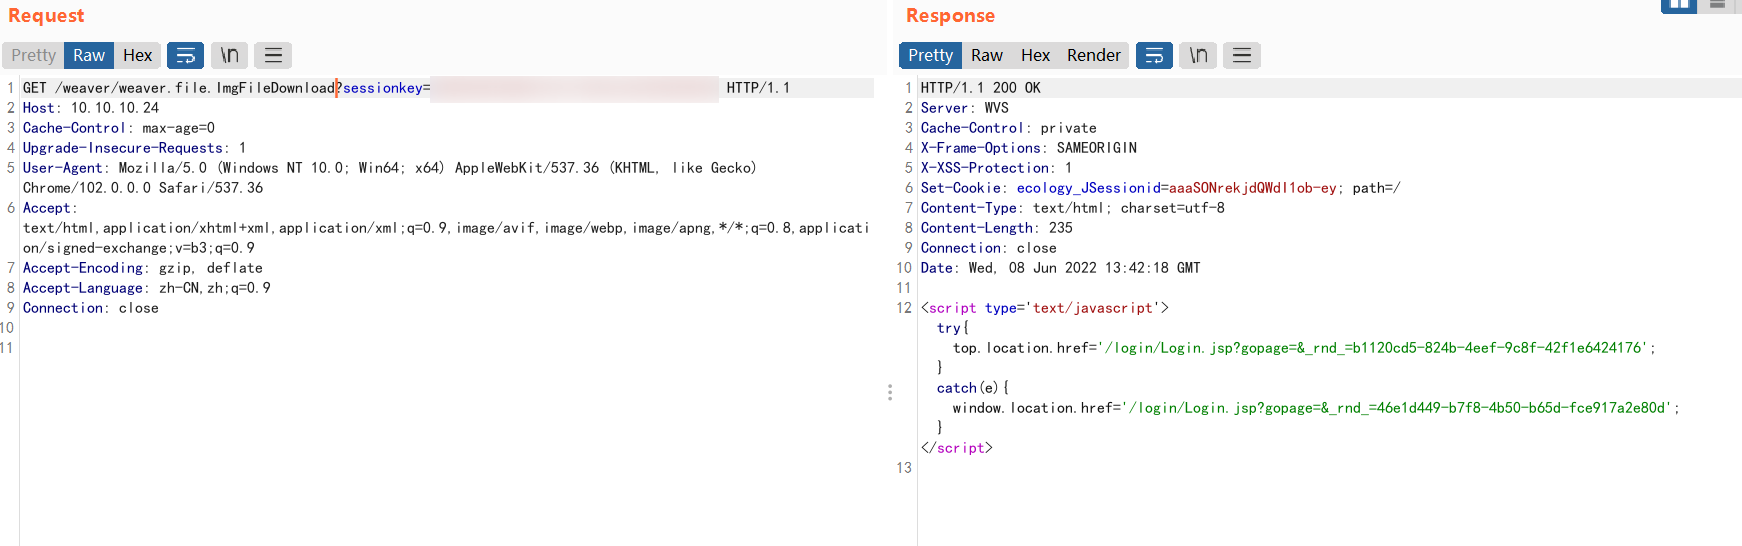 Request
Pretty Raw Hex \n
1 GET /weaver/weaver.file.ImgFileDownload?sessionkey= HTTP/1.1
2 Host: 10.10.10.24
3 Cache-Control: max-age=0
4 Upgrade-Insecure-Requests: 1
5 User-Agent: Mozilla/5.0 (Windows NT 10.0; Win64; x64) AppleWebKit/537.36 (KHTML, like Gecko)
Chrome/102.0.0.0 Safari/537.36
6 Accept:
text/html,application/xhtml+xml,application/xml;q=0.9,image/avif,image/webp,image/apng,*/*;q=0.8,applicati
on/signed-exchange;v=b3;q=0.9
7 Accept-Encoding: gzip, deflate
8 Accept-Language: zh-CN,zh;q=0.9
9 Connection: close
10
11
Response
Pretty Raw Hex Render \n
1 HTTP/1.1 200 OK
2 Server: WVS
3 Cache-Control: private
4 X-Frame-Options: SAMEORIGIN
5 X-XSS-Protection: 1
6 Set-Cookie: ecology_JSessionid=aaaSONrekjdQWdI1ob-ey; path=/
7 Content-Type: text/html; charset=utf-8
8 Content-Length: 235
9 Connection: close
10 Date: Wed, 08 Jun 2022 13:42:18 GMT
11
12 <script type='text/javascript'>
try{
top.location.href='/login/Login.jsp?gopage=&_rnd_=b1120cd5-824b-4eef-9c8f-42f1e6424176';
}
catch(e){
window.location.href='/login/Login.jsp?gopage=&_rnd_=46e1d449-b7f8-4b50-b65d-fce917a2e80d';
}
</script>
13